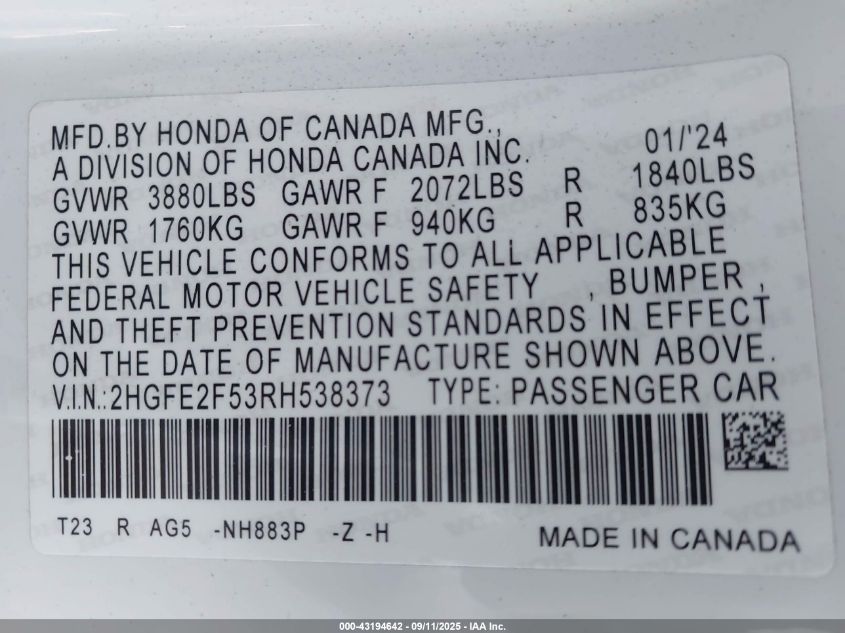 MFD.BY HONDA OF CANADA MFG.,
A DIVISION OF HONDA CANADA INC. 01/'24
GVWR 3880LBS GAWR F 2072LBS R 1840LBS
GVWR 1760KG GAWR F 940KG R 835KG
THIS VEHICLE CONFORMS TO ALL APPLICABLE
FEDERAL MOTOR VEHICLE SAFETY , BUMPER ,
AND THEFT PREVENTION STANDARDS IN EFFECT
ON THE DATE OF MANUFACTURE SHOWN ABOVE.
V.I.N.:2HGFE2F53RH538373 TYPE: PASSENGER CAR
T23 R AG5 -NH883P -Z -H MADE IN CANADA
000-43194642 - 09/11/2025 - IAA Inc.